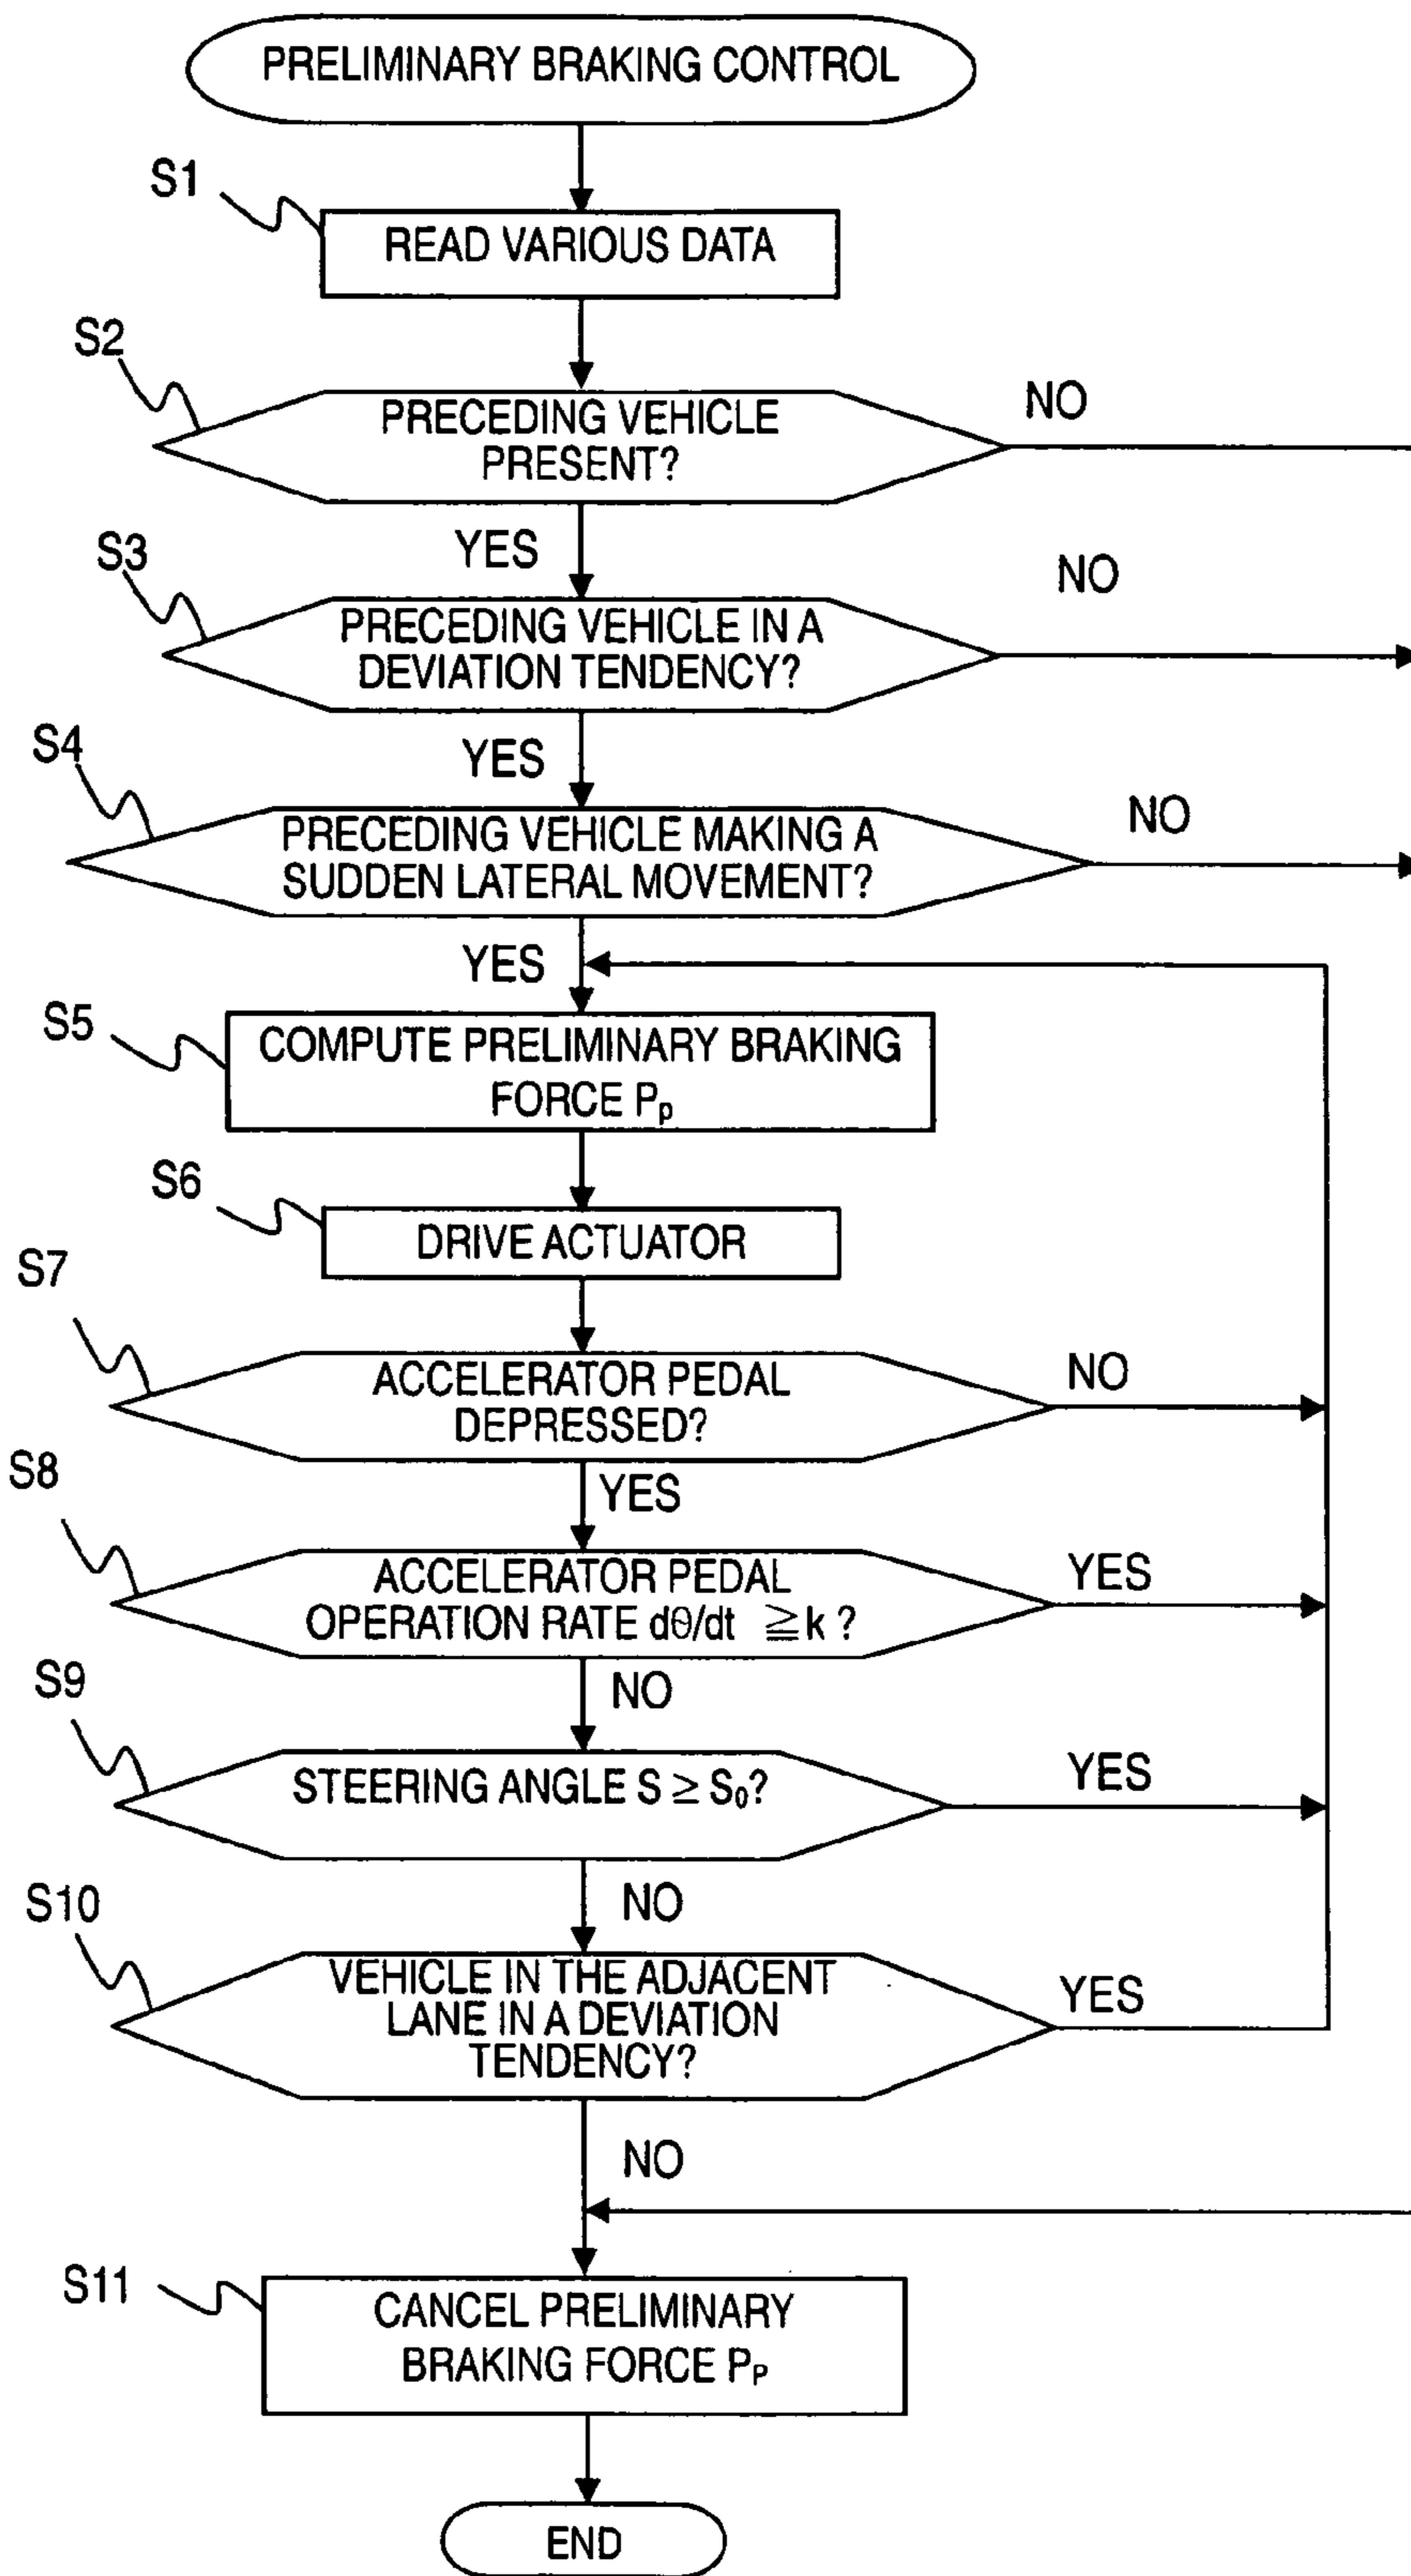 PRELIMINARY BRAKING CONTROL
S1
READ VARIOUS DATA
S2
PRECEDING VEHICLE
PRESENT?
NO
YES
S3
PRECEDING VEHICLE IN A
DEVIATION TENDENCY?
NO
YES
S4
PRECEDING VEHICLE MAKING A
SUDDEN LATERAL MOVEMENT?
NO
YES
S5
COMPUTE PRELIMINARY BRAKING
FORCE Pp
S6
DRIVE ACTUATOR
S7
ACCELERATOR PEDAL
DEPRESSED?
NO
YES
S8
ACCELERATOR PEDAL
OPERATION RATE dθ/dt ≧ k ?
YES
NO
S9
STEERING ANGLE S ≥ S₀?
YES
NO
S10
VEHICLE IN THE ADJACENT
LANE IN A DEVIATION
TENDENCY?
YES
NO
S11
CANCEL PRELIMINARY
BRAKING FORCE PP
END